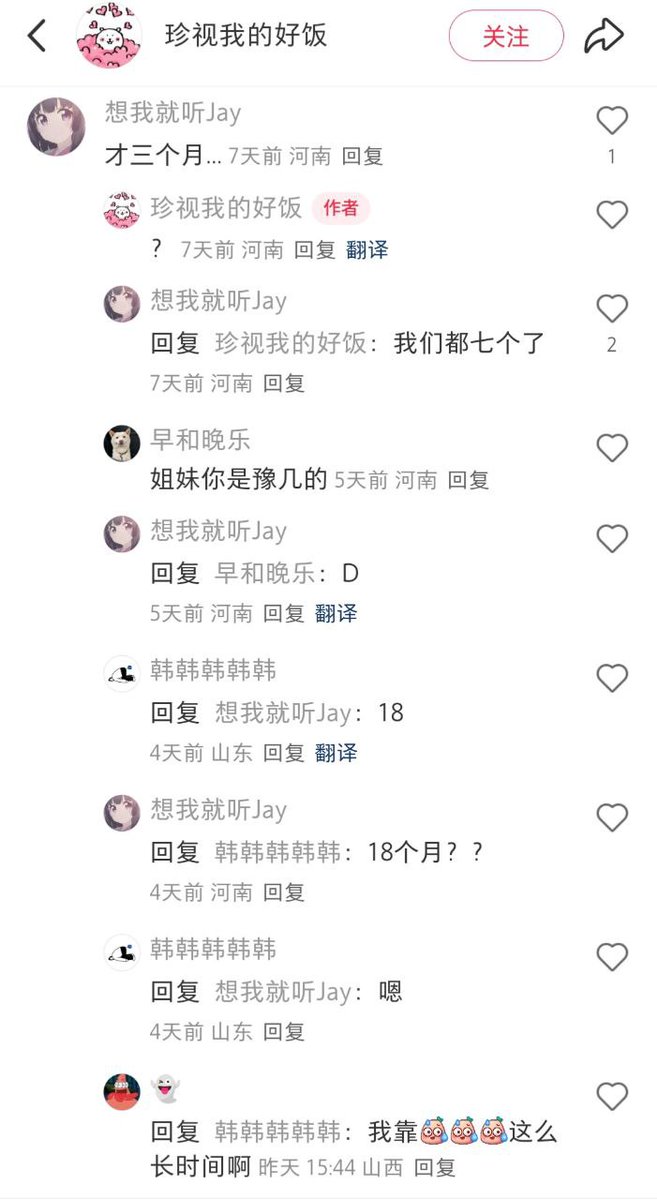 珍视我的好饭
关注
想我就听Jay
才三个月... 7天前 河南 回复
1
珍视我的好饭 作者
? 7天前 河南 回复 翻译
想我就听Jay
回复 珍视我的好饭：我们都七个了
2
7天前 河南 回复
早和晚乐
姐妹你是豫几的 5天前 河南 回复
想我就听Jay
回复 早和晚乐：D
5天前 河南 回复 翻译
韩韩韩韩韩
回复 想我就听Jay：18
4天前 山东 回复 翻译
想我就听Jay
回复 韩韩韩韩韩：18个月？？
4天前 河南 回复
韩韩韩韩韩
回复 想我就听Jay：嗯
4天前 山东 回复
👻
回复 韩韩韩韩韩：我靠这么
长时间啊 昨天 15:44 山西 回复